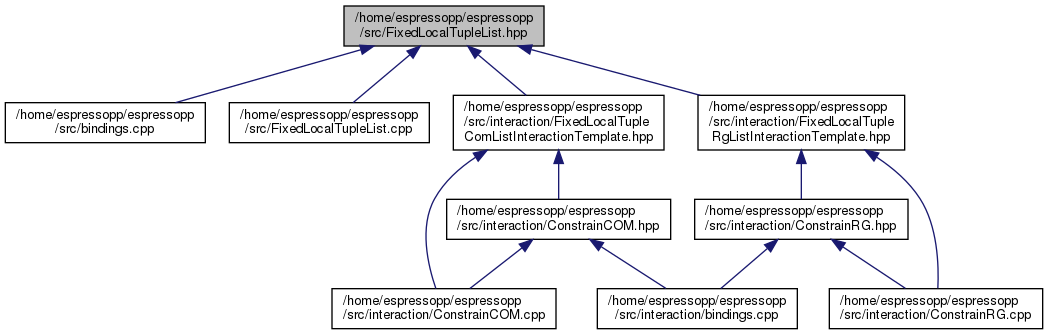 /home/espressopp/espressopp
/src/FixedLocalTupleList.hpp
/home/espressopp/espressopp
/src/bindings.cpp
/home/espressopp/espressopp
/src/FixedLocalTupleList.cpp
/home/espressopp/espressopp
/src/interaction/FixedLocalTuple
ComListInteractionTemplate.hpp
/home/espressopp/espressopp
/src/interaction/FixedLocalTuple
RgListInteractionTemplate.hpp
/home/espressopp/espressopp
/src/interaction/ConstrainCOM.hpp
/home/espressopp/espressopp
/src/interaction/ConstrainRG.hpp
/home/espressopp/espressopp
/src/interaction/ConstrainCOM.cpp
/home/espressopp/espressopp
/src/interaction/bindings.cpp
/home/espressopp/espressopp
/src/interaction/ConstrainRG.cpp